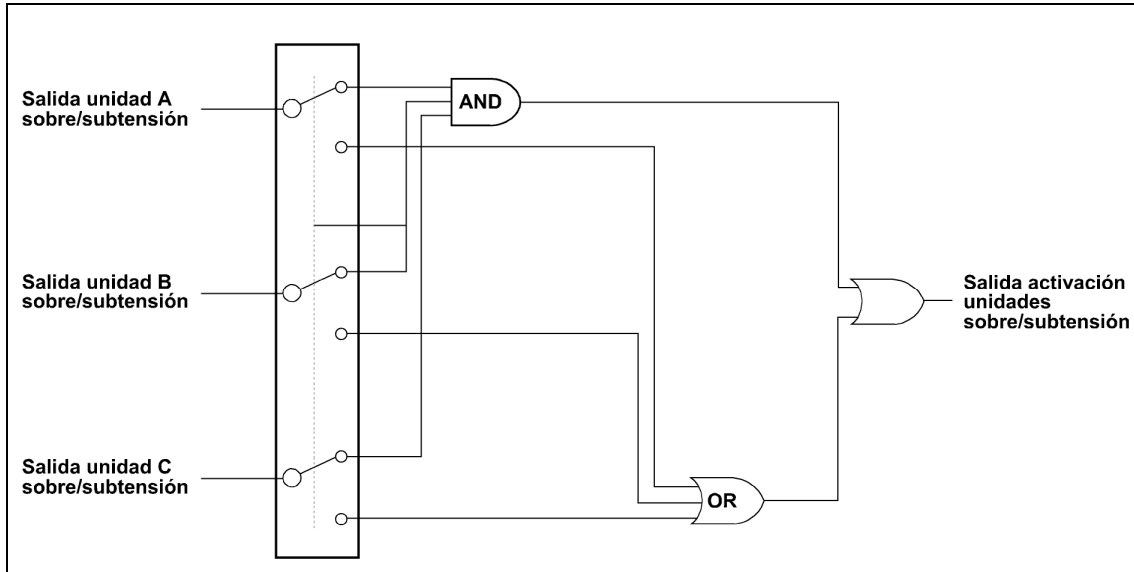 Salida unidad A
sobre/subtensión
AND
Salida unidad B
sobre/subtensión
Salida activación
unidades
sobre/subtensión
Salida unidad C
sobre/subtensión
OR